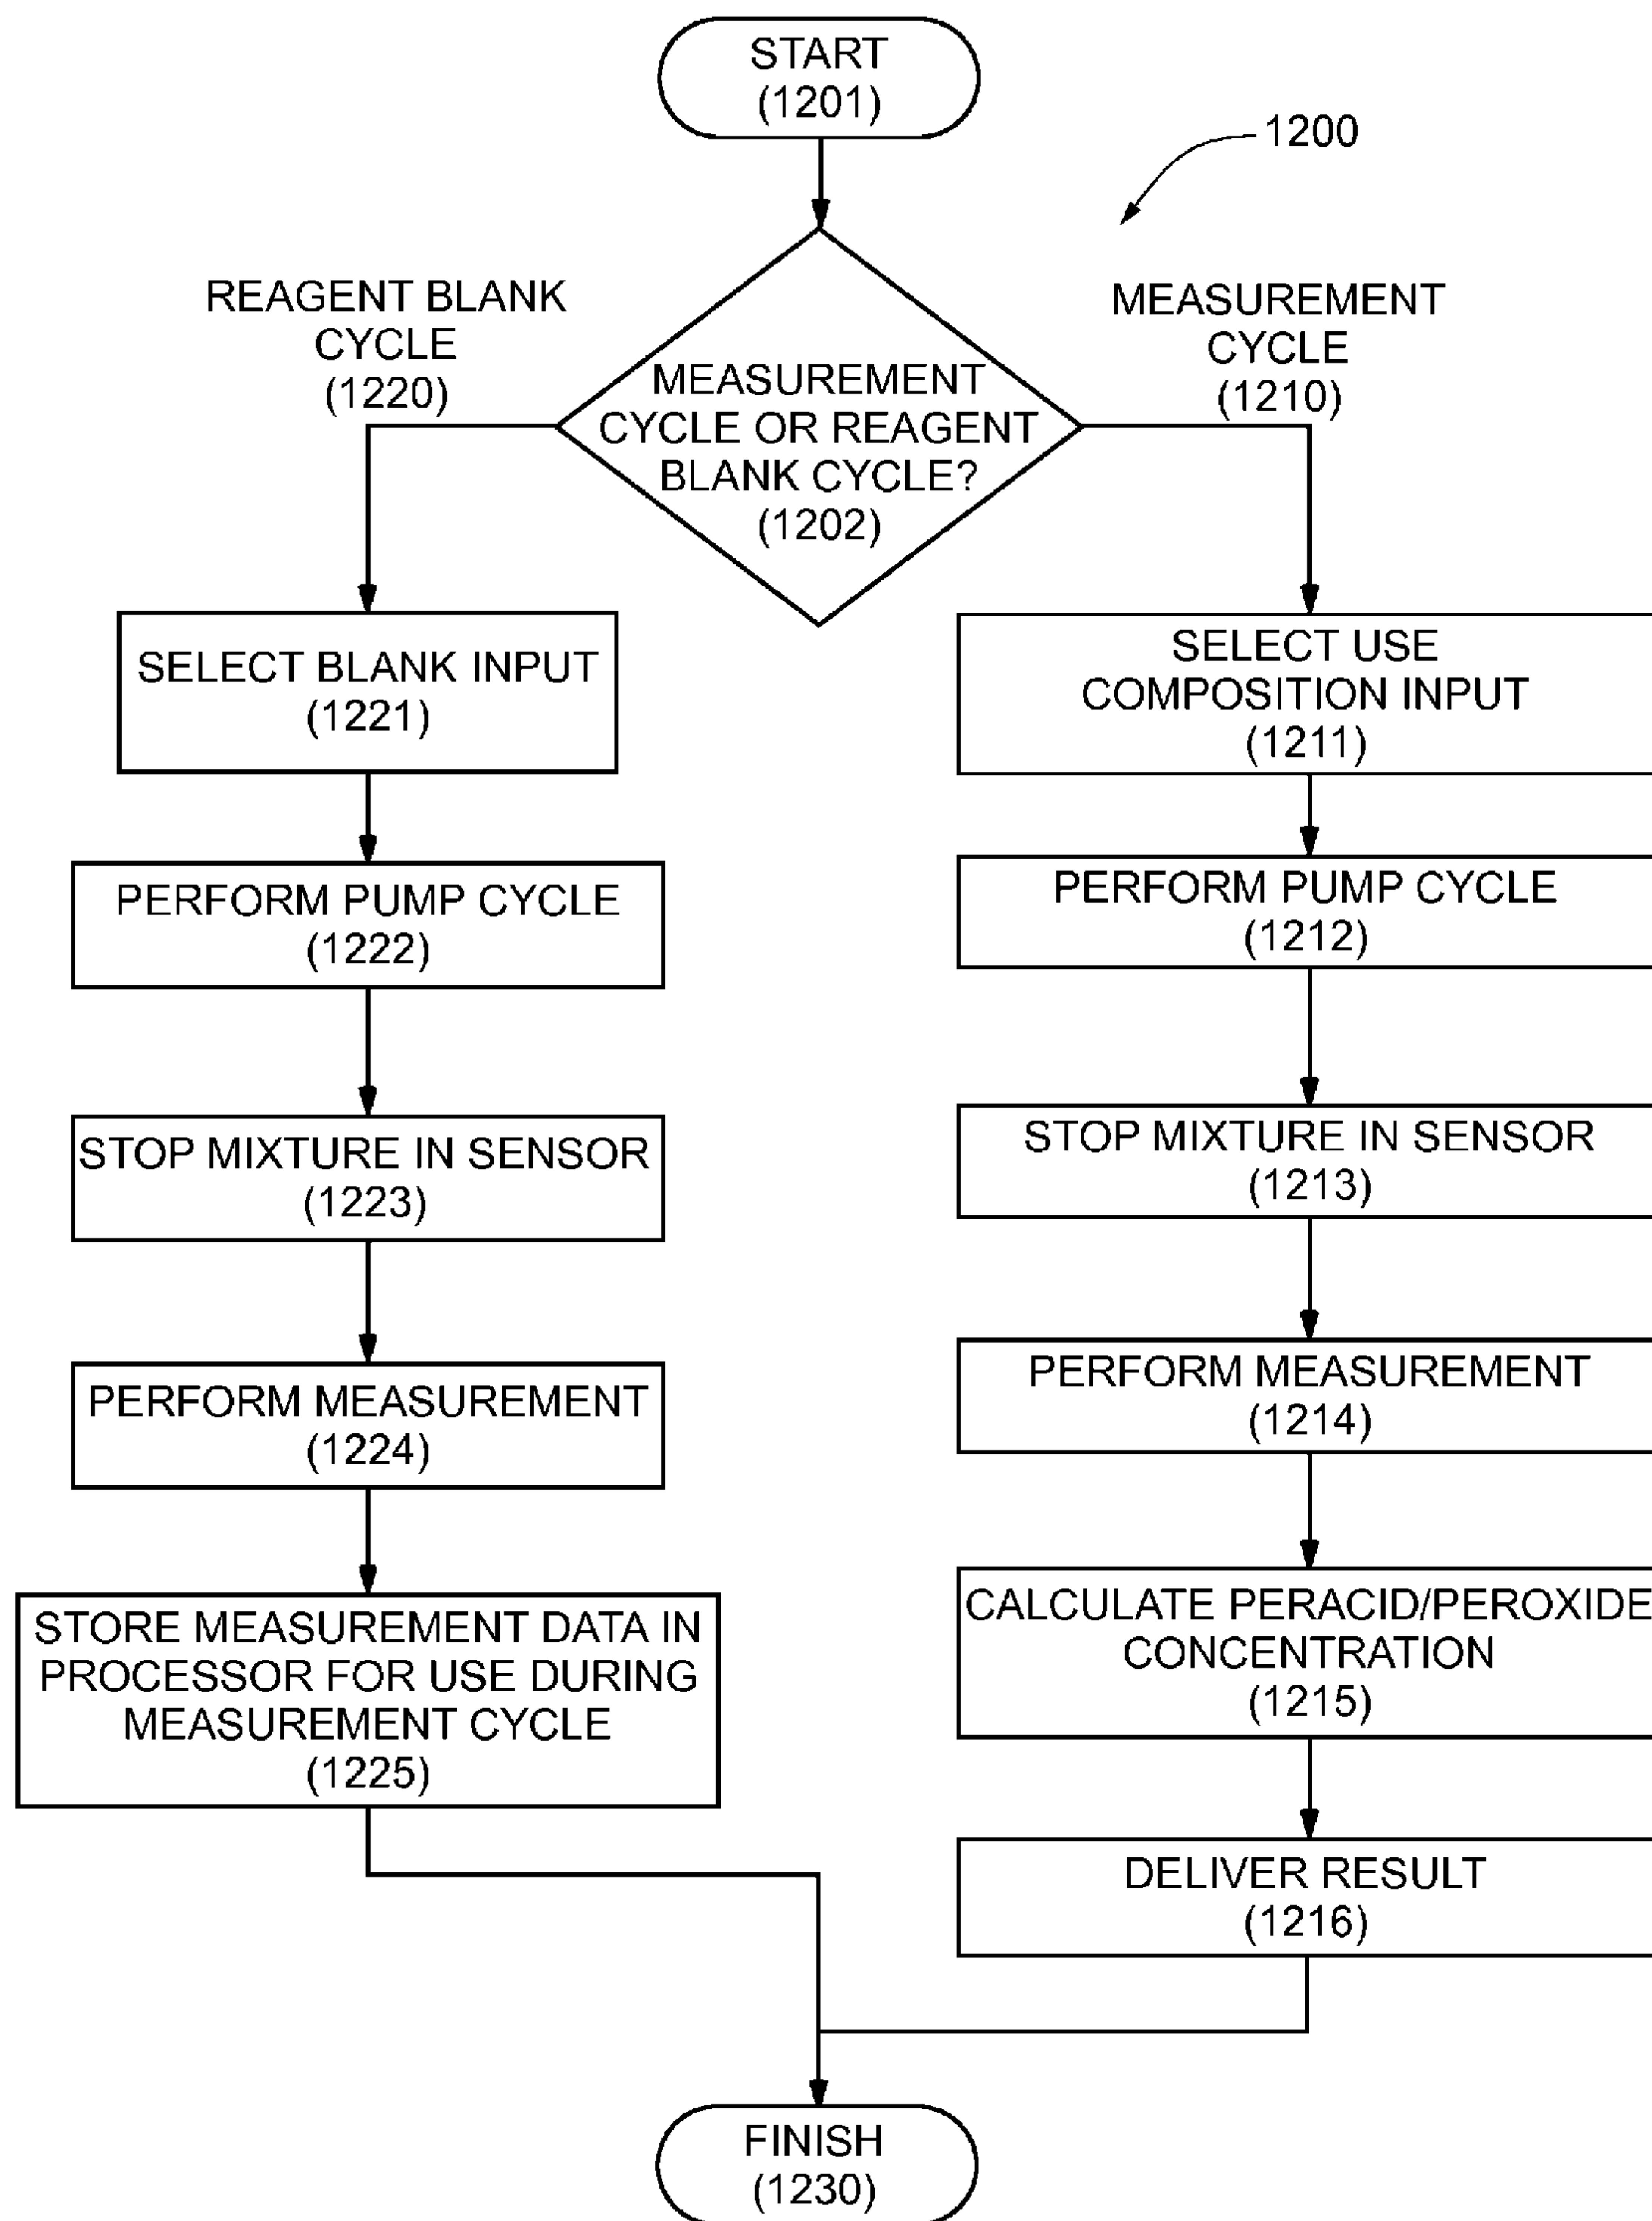 START
(1201)
1200
REAGENT BLANK
CYCLE
(1220)
MEASUREMENT
CYCLE
(1210)
MEASUREMENT
CYCLE OR REAGENT
BLANK CYCLE?
(1202)
SELECT BLANK INPUT
(1221)
PERFORM PUMP CYCLE
(1222)
STOP MIXTURE IN SENSOR
(1223)
PERFORM MEASUREMENT
(1224)
STORE MEASUREMENT DATA IN
PROCESSOR FOR USE DURING
MEASUREMENT CYCLE
(1225)
SELECT USE
COMPOSITION INPUT
(1211)
PERFORM PUMP CYCLE
(1212)
STOP MIXTURE IN SENSOR
(1213)
PERFORM MEASUREMENT
(1214)
CALCULATE PERACID/PEROXIDE
CONCENTRATION
(1215)
DELIVER RESULT
(1216)
FINISH
(1230)